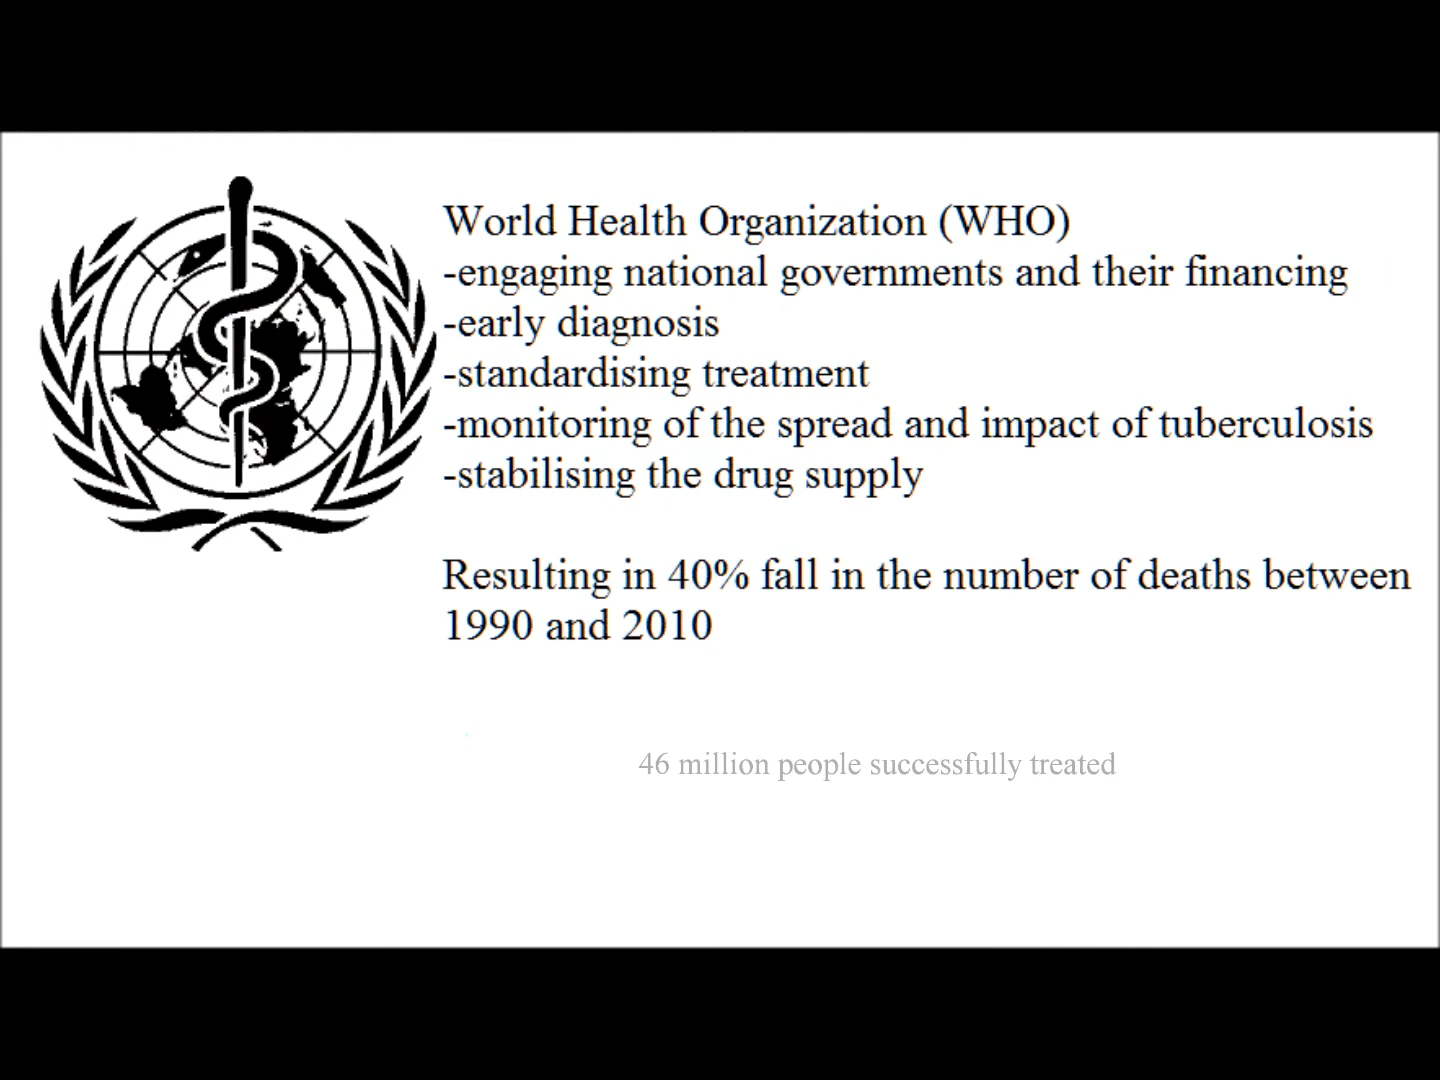 World Health Organization (WHO)
-engaging national governments and their financing
-early diagnosis
-standardising treatment
-monitoring of the spread and impact of tuberculosis
-stabilising the drug supply
Resulting in 40% fall in the number of deaths between
1990 and 2010
46 million people successfully treated